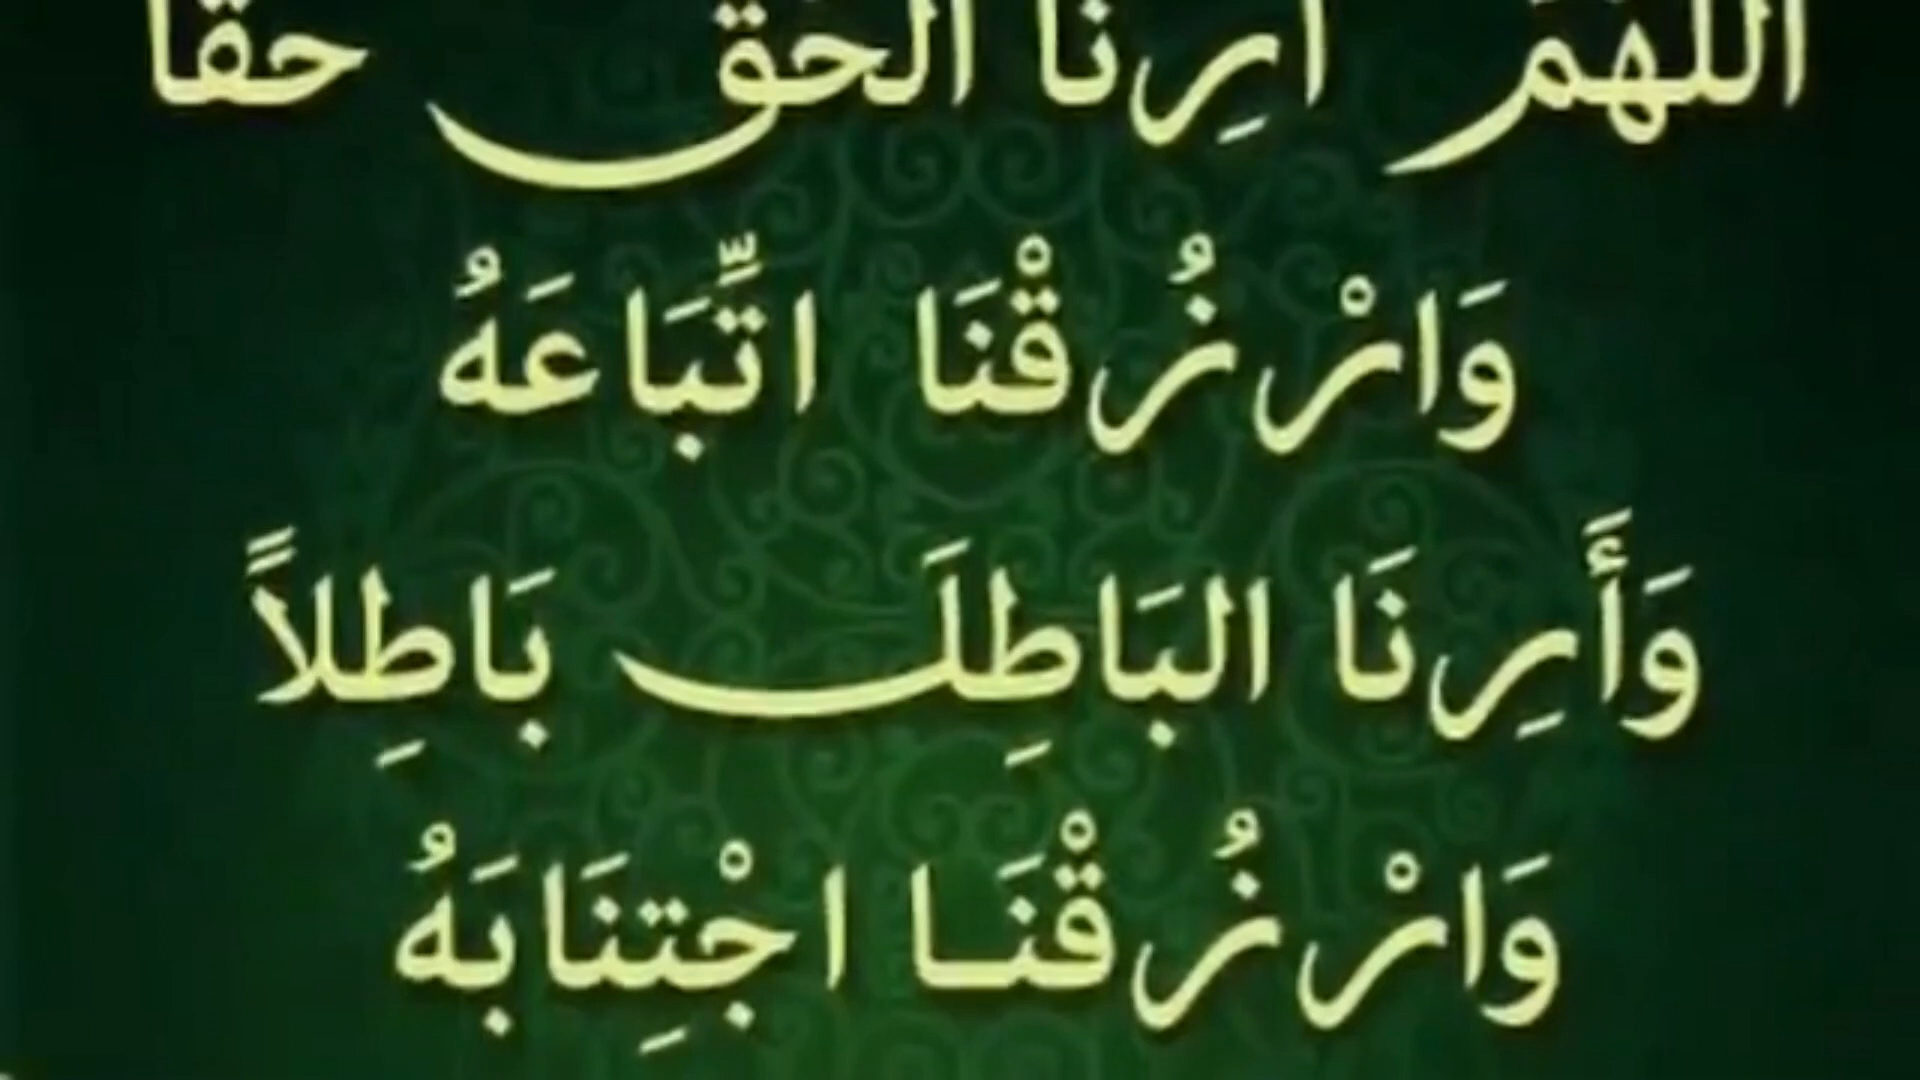 اللهم أرنا الحق حقا
وَارْزُقْنَا اتِّبَاعَهُ
وَأَرِنَا البَاطِلَ بَاطِلاً
وَارْزُقْنَا اجْتِنَابَهُ